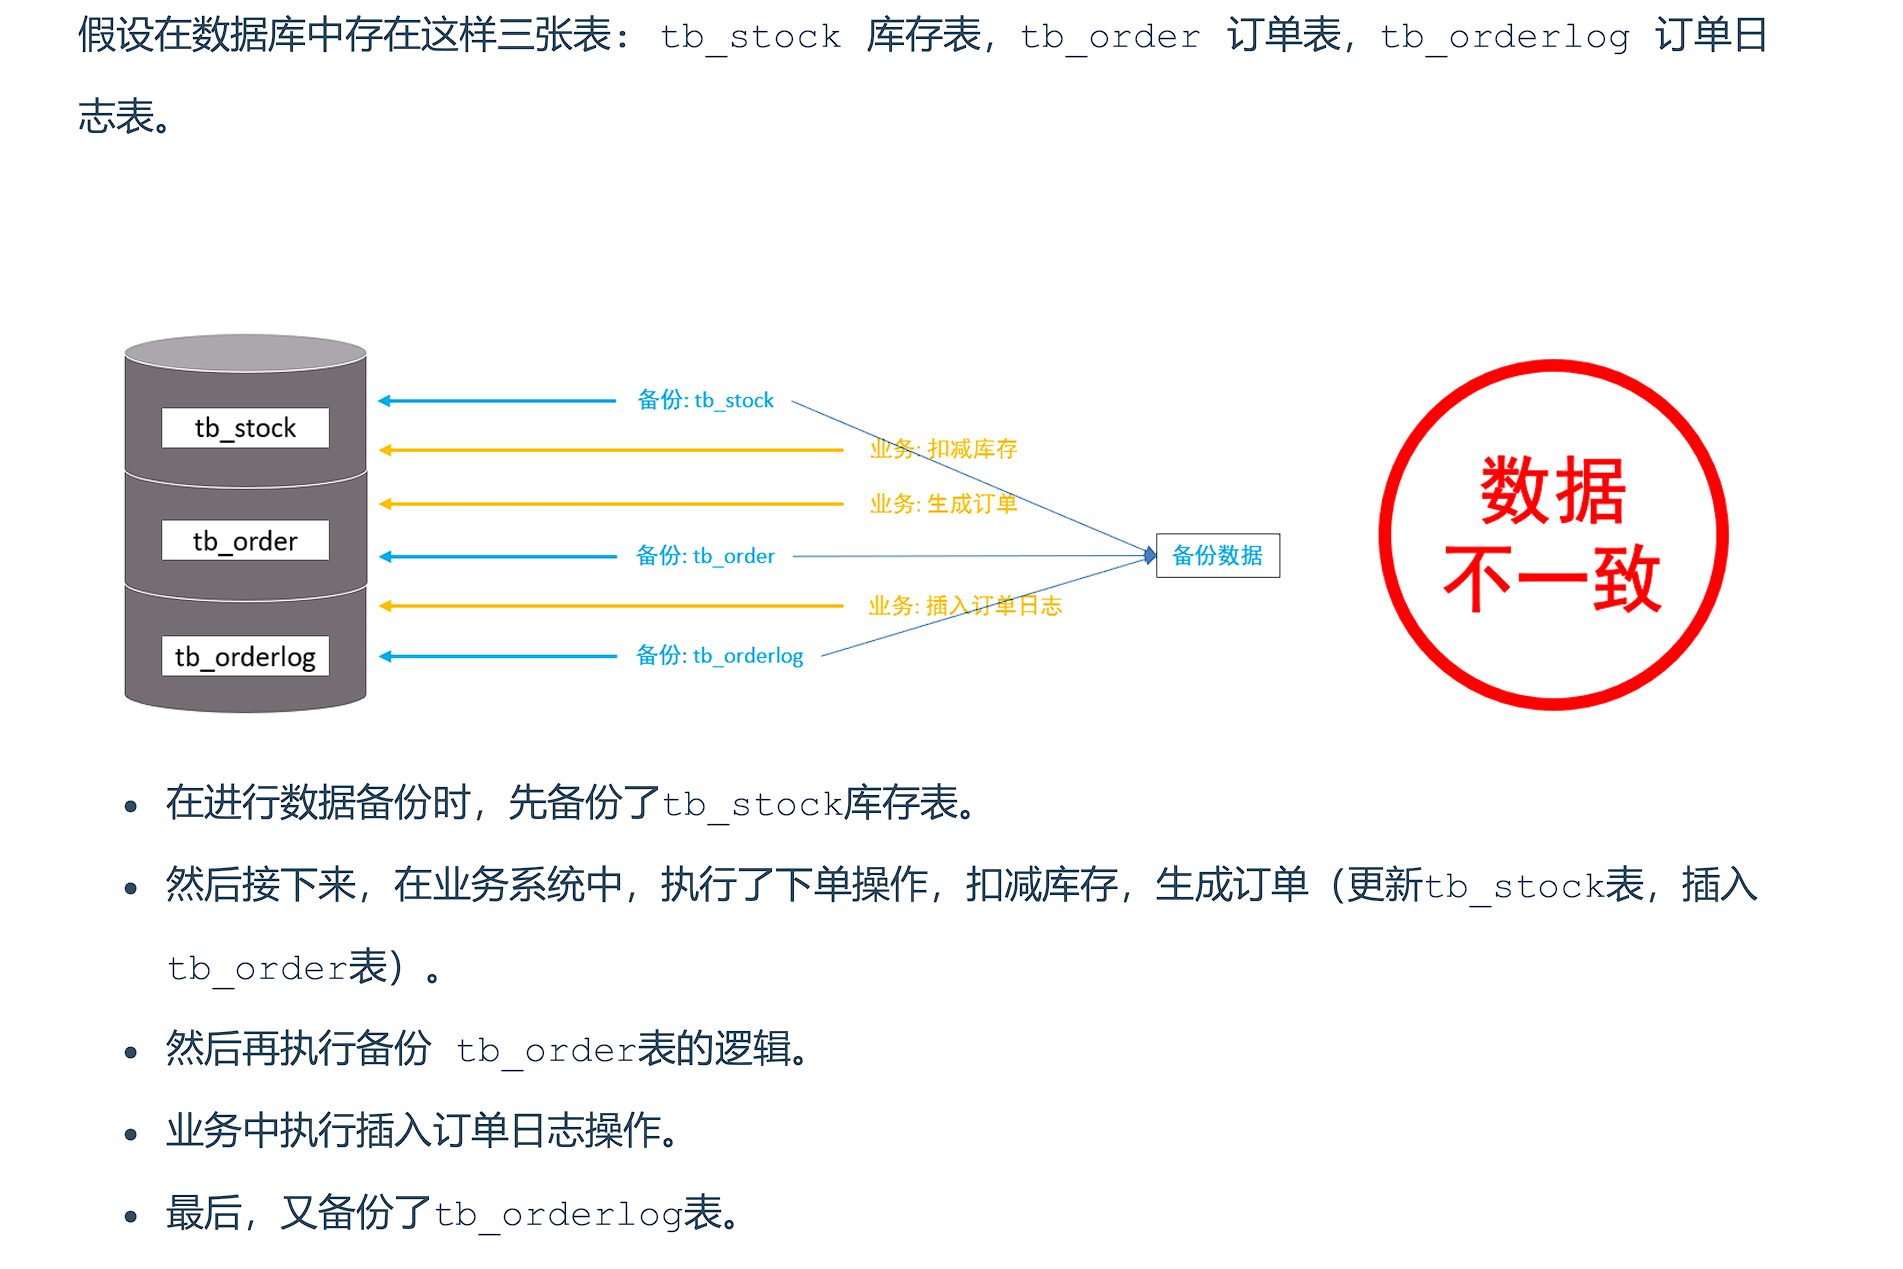 假设在数据库中存在这样三张表： tb_stock 库存表，tb_order 订单表，tb_orderlog 订单日
志表。
tb_stock
tb_order
tb_orderlog
备份: tb_stock
业务: 扣减库存
业务: 生成订单
备份: tb_order
业务: 插入订单日志
备份: tb_orderlog
备份数据
数据
不一致
• 在进行数据备份时，先备份了tb_stock库存表。
• 然后接下来，在业务系统中，执行了下单操作，扣减库存，生成订单（更新tb_stock表，插入
tb_order表）。
• 然后再执行备份 tb_order表的逻辑。
• 业务中执行插入订单日志操作。
• 最后，又备份了tb_orderlog表。